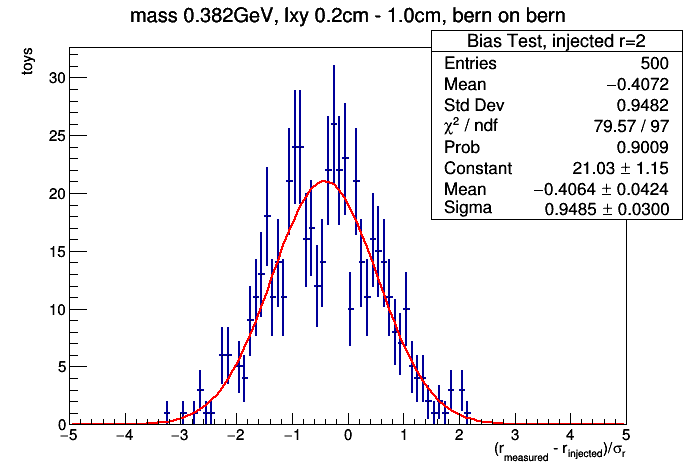 mass 0.382GeV, lxy 0.2cm - 1.0cm, bern on bern
toys
Bias Test, injected r=2
Entries 500
Mean −0.4072
Std Dev 0.9482
χ² / ndf 79.57 / 97
Prob 0.9009
Constant 21.03 ± 1.15
Mean −0.4064 ± 0.0424
Sigma 0.9485 ± 0.0300
30
25
20
15
10
5
0
−5 −4 −3 −2 −1 0 1 2 3 4 5
(r_measured - r_injected)/σ_r